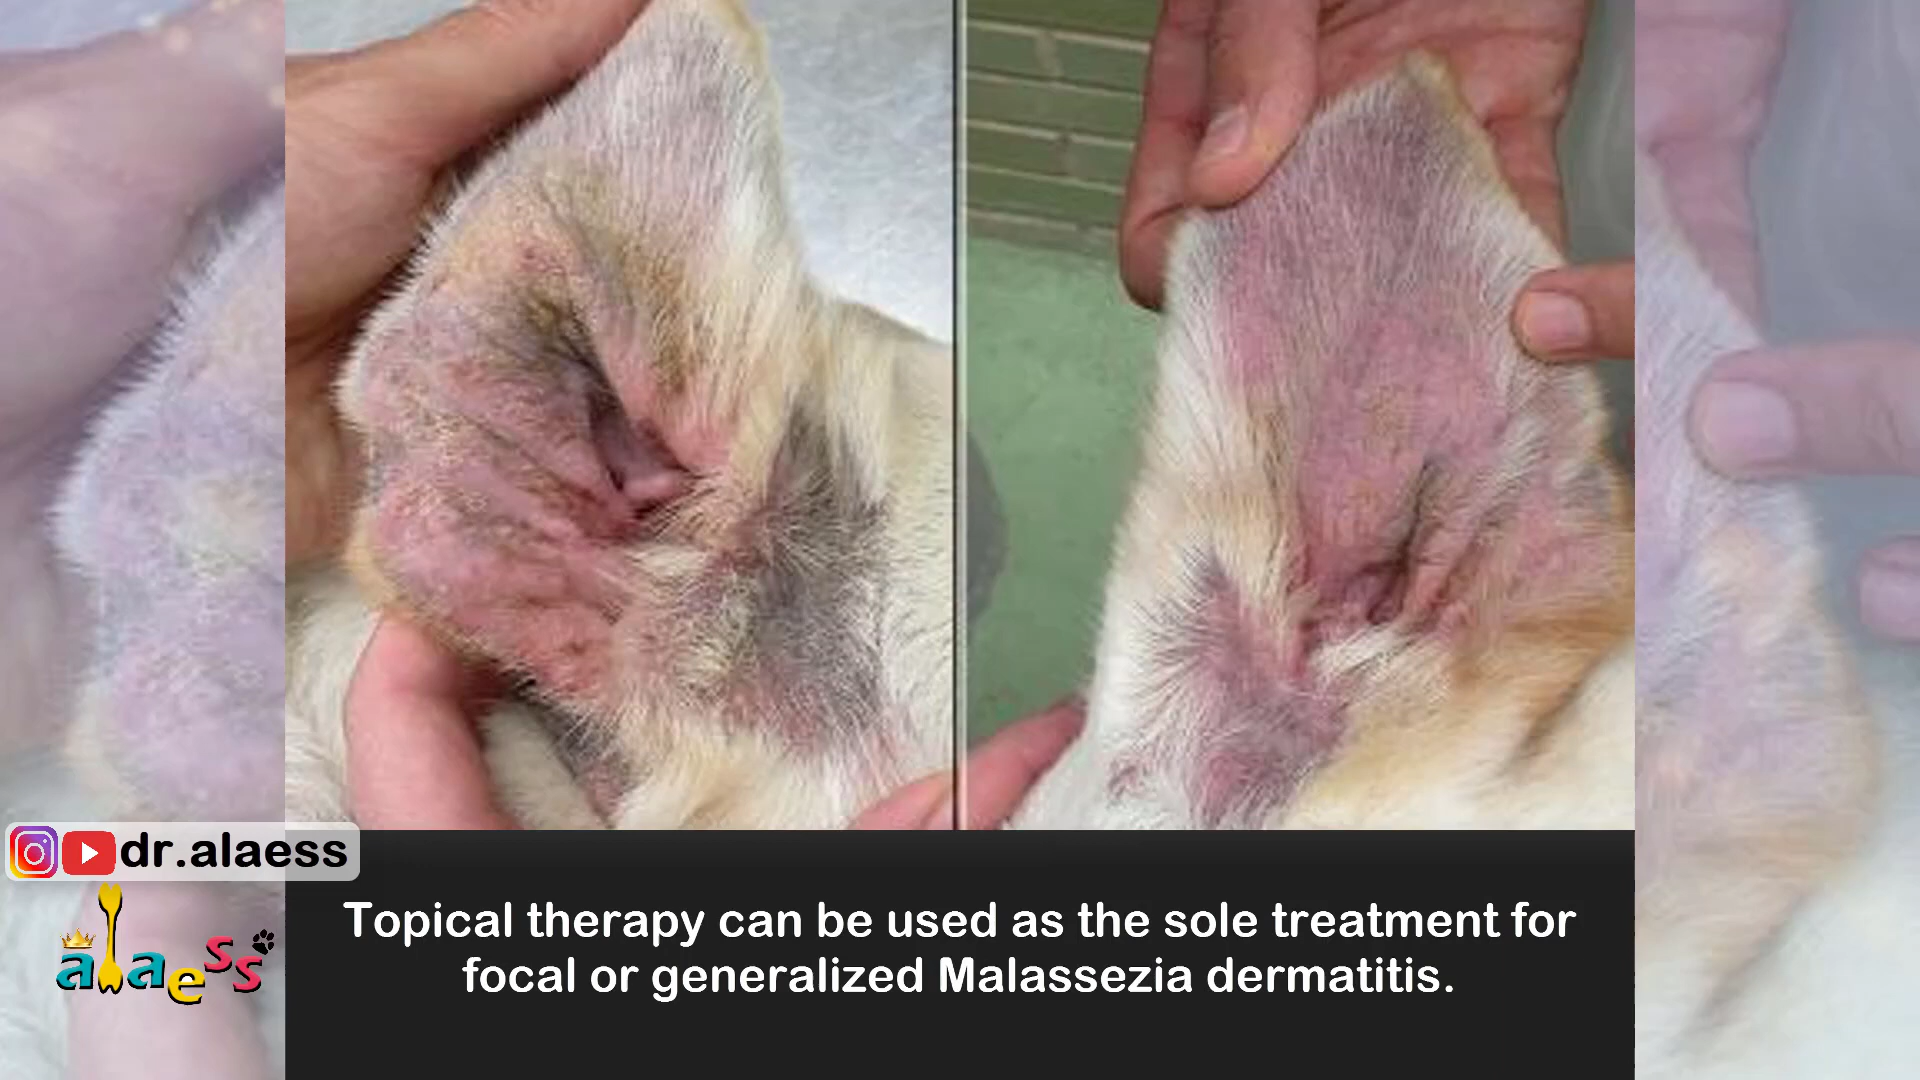 dr.alaess
alaess
Topical therapy can be used as the sole treatment for
focal or generalized Malassezia dermatitis.